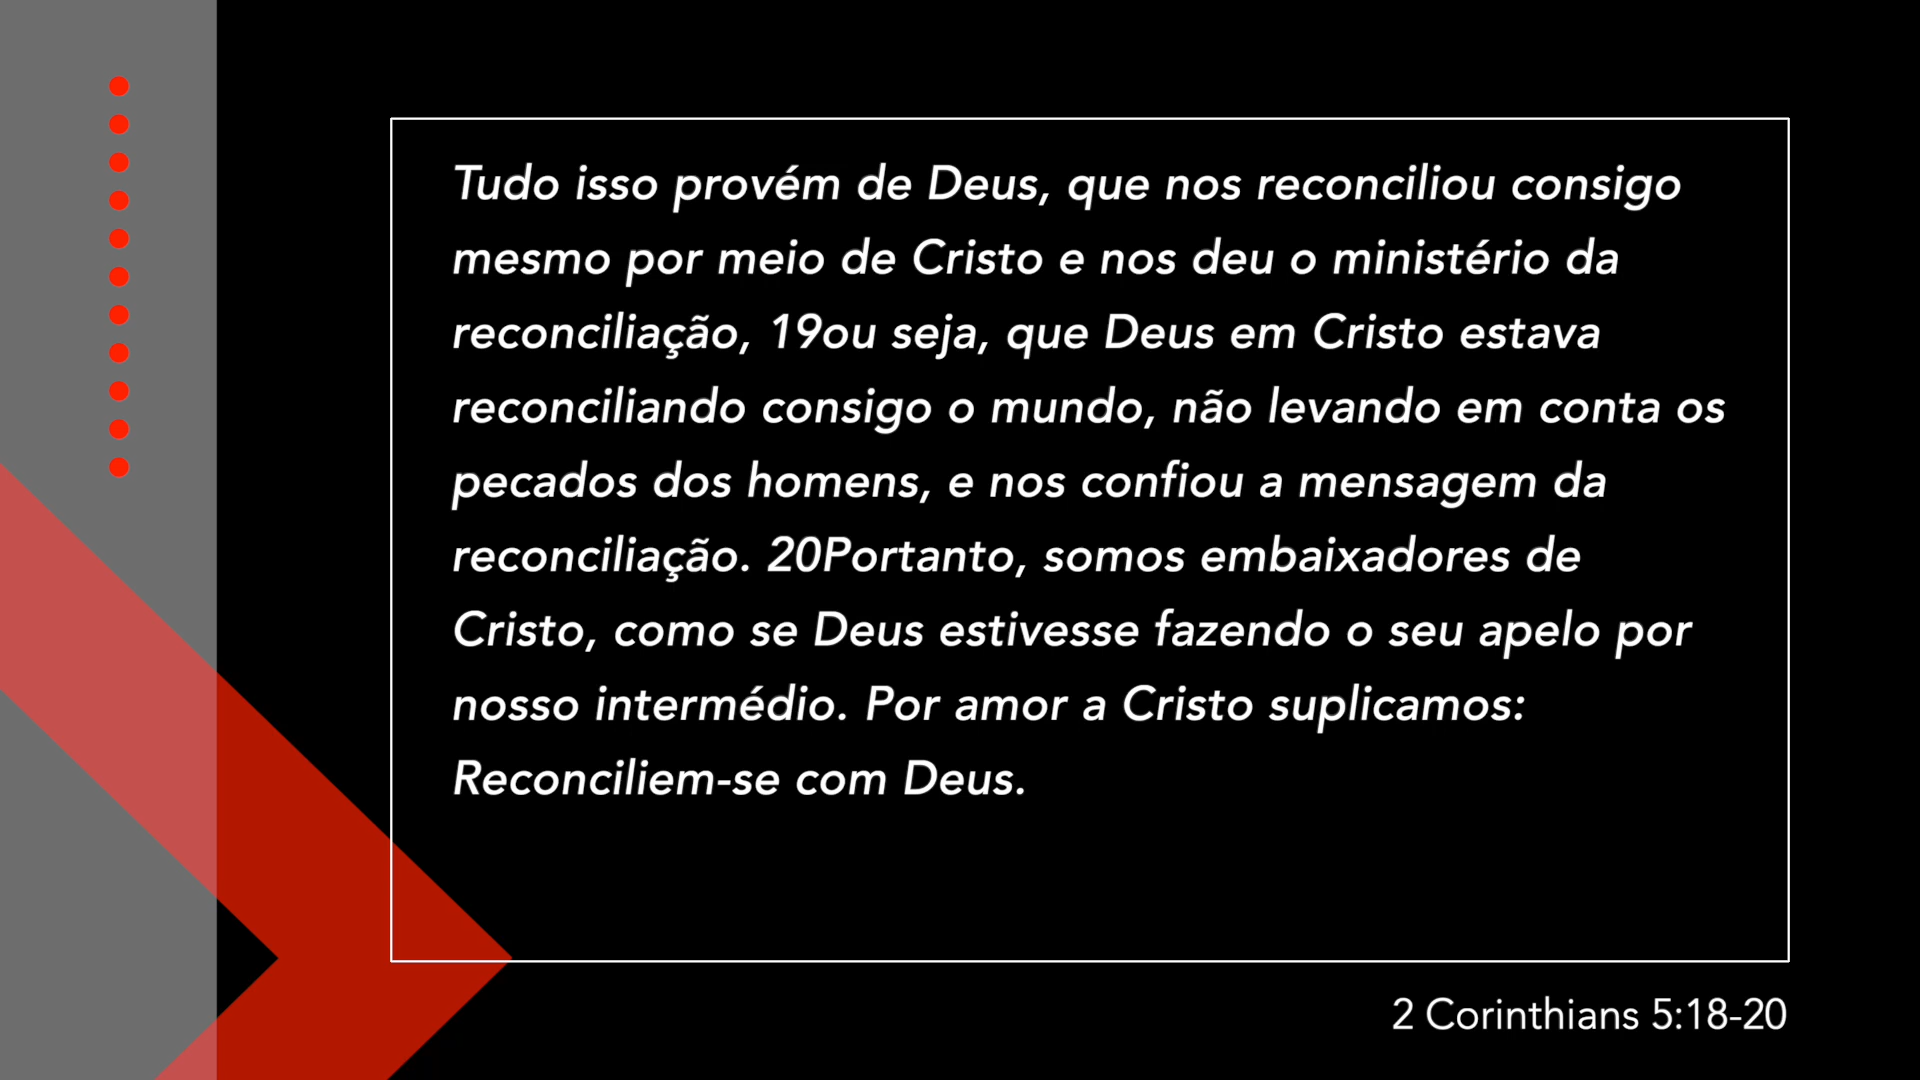 Tudo isso provém de Deus, que nos reconciliou consigo
mesmo por meio de Cristo e nos deu o ministério da
reconciliação, 19ou seja, que Deus em Cristo estava
reconciliando consigo o mundo, não levando em conta os
pecados dos homens, e nos confiou a mensagem da
reconciliação. 20Portanto, somos embaixadores de
Cristo, como se Deus estivesse fazendo o seu apelo por
nosso intermédio. Por amor a Cristo suplicamos:
Reconciliem-se com Deus.
2 Corinthians 5:18-20